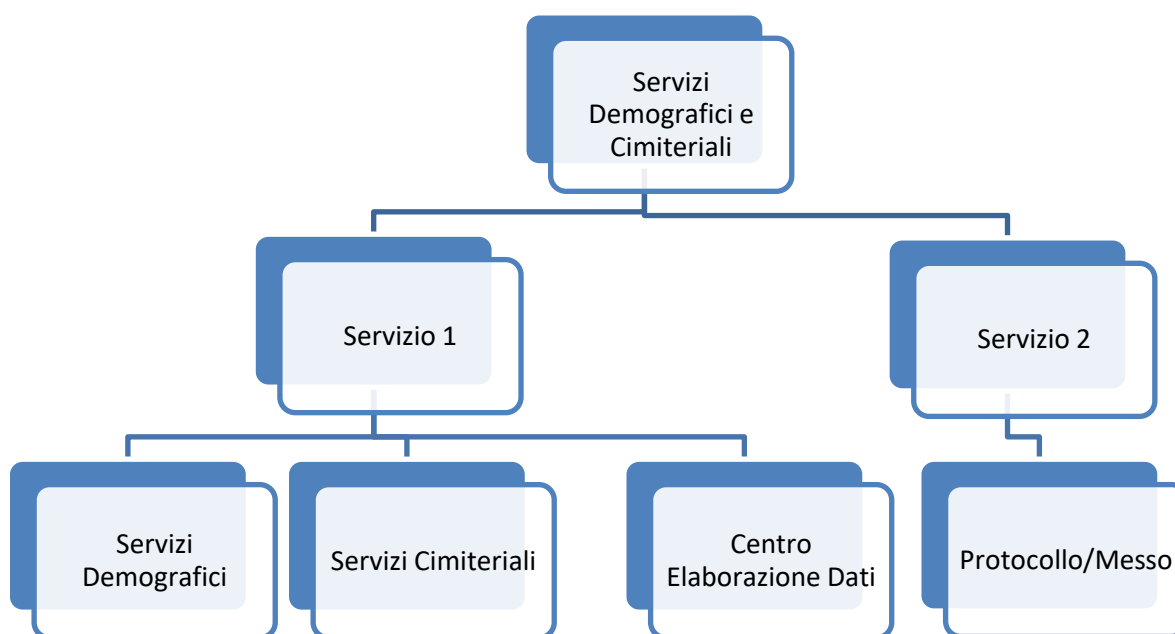 Servizi
Demografici e
Cimiteriali
Servizio 1
Servizio 2
Servizi
Demografici
Servizi Cimiteriali
Centro
Elaborazione Dati
Protocollo/Messo